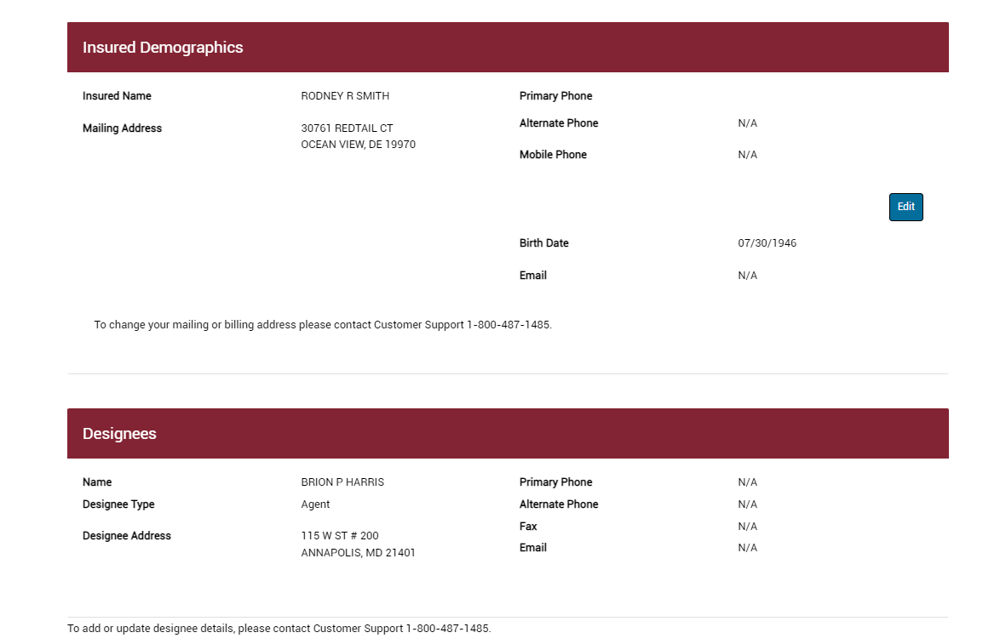 Insured Demographics
Insured Name RODNEY R SMITH Primary Phone
Mailing Address 30761 REDTAIL CT Alternate Phone N/A
OCEAN VIEW, DE 19970
Mobile Phone N/A
Edit
Birth Date 07/30/1946
Email N/A
To change your mailing or billing address please contact Customer Support 1-800-487-1485.
Designees
Name BRION P HARRIS Primary Phone N/A
Designee Type Agent Alternate Phone N/A
Fax N/A
Designee Address 115 W ST # 200
Email N/A
ANNAPOLIS, MD 21401
To add or update designee details, please contact Customer Support 1-800-487-1485.